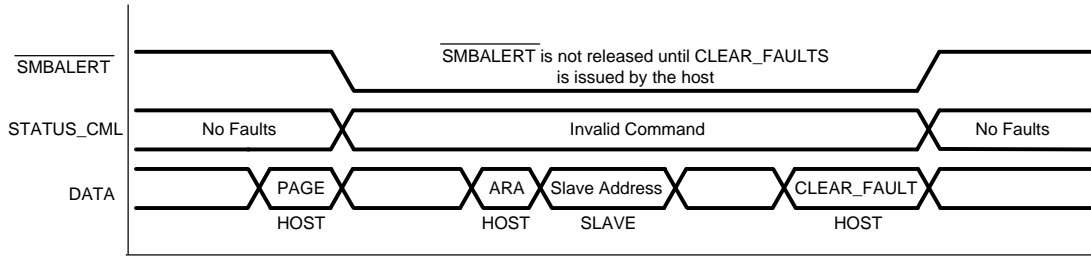 SMBALERT
SMBALERT is not released until CLEAR_FAULTS
is issued by the host
STATUS_CML
No Faults
Invalid Command
No Faults
DATA
PAGE
ARA
Slave Address
CLEAR_FAULT
HOST
HOST
SLAVE
HOST